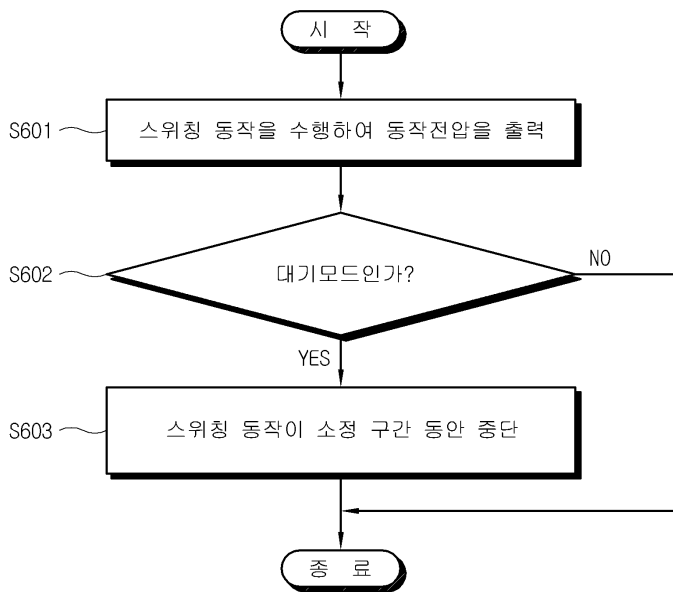 시 작
S601
스위칭 동작을 수행하여 동작전압을 출력
S602
대기모드인가?
NO
YES
S603
스위칭 동작이 소정 구간 동안 중단
종 료